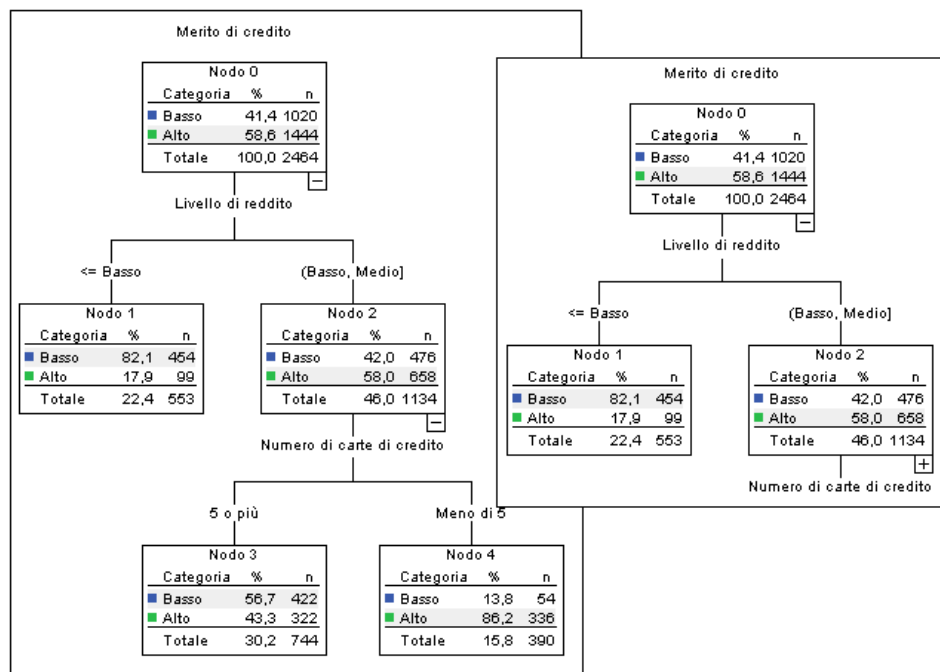 Merito di credito
Nodo 0
Categoria % n
Basso 41,4 1020
Alto 58,6 1444
Totale 100,0 2464
Livello di reddito
<= Basso
(Basso, Medio]
Nodo 1
Categoria % n
Basso 82,1 454
Alto 17,9 99
Totale 22,4 553
Nodo 2
Categoria % n
Basso 42,0 476
Alto 58,0 658
Totale 46,0 1134
Numero di carte di credito
5 o più
Meno di 5
Nodo 3
Categoria % n
Basso 56,7 422
Alto 43,3 322
Totale 30,2 744
Nodo 4
Categoria % n
Basso 13,8 54
Alto 86,2 336
Totale 15,8 390
Merito di credito
Nodo 0
Categoria % n
Basso 41,4 1020
Alto 58,6 1444
Totale 100,0 2464
Livello di reddito
<= Basso
(Basso, Medio]
Nodo 1
Categoria % n
Basso 82,1 454
Alto 17,9 99
Totale 22,4 553
Nodo 2
Categoria % n
Basso 42,0 476
Alto 58,0 658
Totale 46,0 1134
Numero di carte di credito